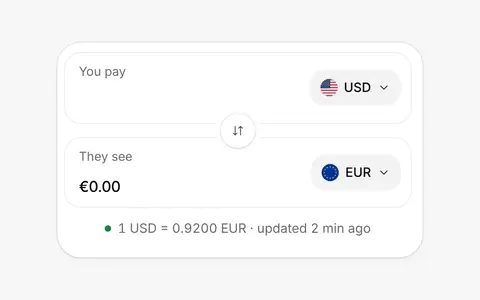 You pay
USD
They see
€0.00
EUR
1 USD = 0.9200 EUR · updated 2 min ago